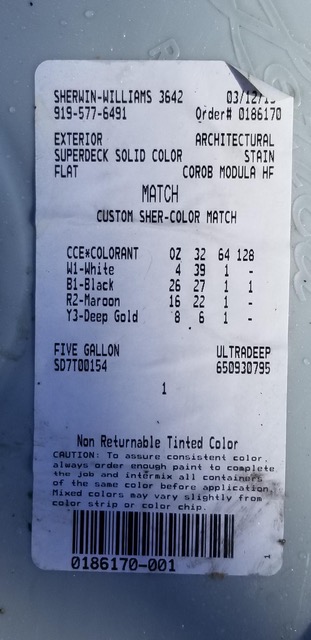 SHERWIN-WILLIAMS 3642 03/12/
919-577-6491 Order# 0186170
EXTERIOR ARCHITECTURAL
SUPERDECK SOLID COLOR STAIN
FLAT COROB MODULA HF
MATCH
CUSTOM SHER-COLOR MATCH
CCE*COLORANT OZ 32 64 128
W1-White 4 39 1 -
B1-Black 26 27 1 1
R2-Maroon 16 22 1 -
Y3-Deep Gold 8 6 1 -
FIVE GALLON ULTRADEEP
SD7T00154 650930795
1
Non Returnable Tinted Color
CAUTION: To assure consistent color,
always order enough paint to complete
the job and intermix all containers
of the same color before application.
Mixed colors may vary slightly from
color strip or color chip.
0186170-001